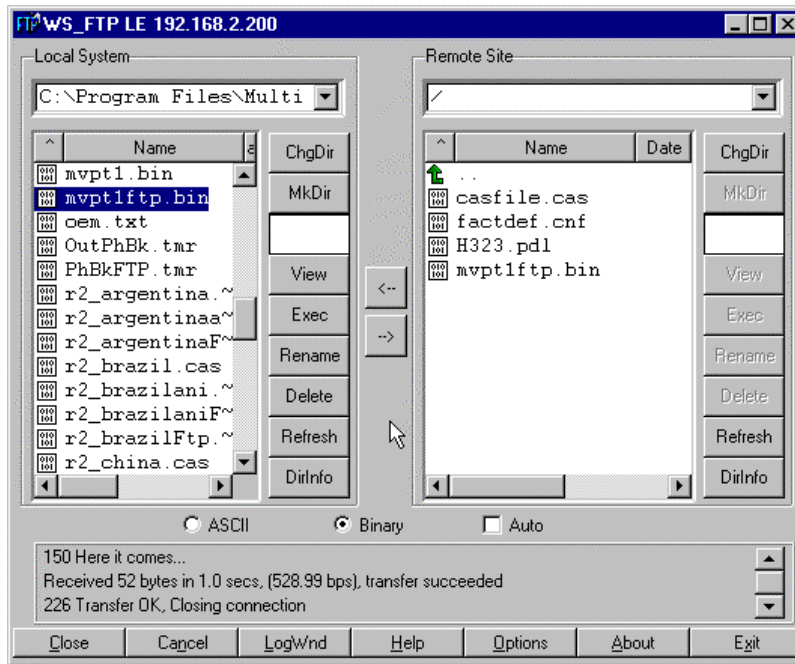 WS_FTP LE 192.168.2.200
Local System
C:\Program Files\Multi
^ Name
mvpt1.bin
mvpt1ftp.bin
oem.txt
OutPhBk.tmr
PhBkFTP.tmr
r2_argentina.~
r2_argentinaa~
r2_argentinaF~
r2_brazil.cas
r2_brazilani.~
r2_brazilaniF~
r2_brazilFtp.~
r2_china.cas
ChgDir
MkDir
View
Exec
Rename
Delete
Refresh
DirInfo
<--
-->
Remote Site
/
^ Name Date
..
casfile.cas
factdef.cnf
H323.pdl
mvpt1ftp.bin
ChgDir
MkDir
View
Exec
Rename
Delete
Refresh
DirInfo
ASCII Binary Auto
150 Here it comes...
Received 52 bytes in 1.0 secs, (528.99 bps), transfer succeeded
226 Transfer OK, Closing connection
Close Cancel LogWnd Help Options About Exit